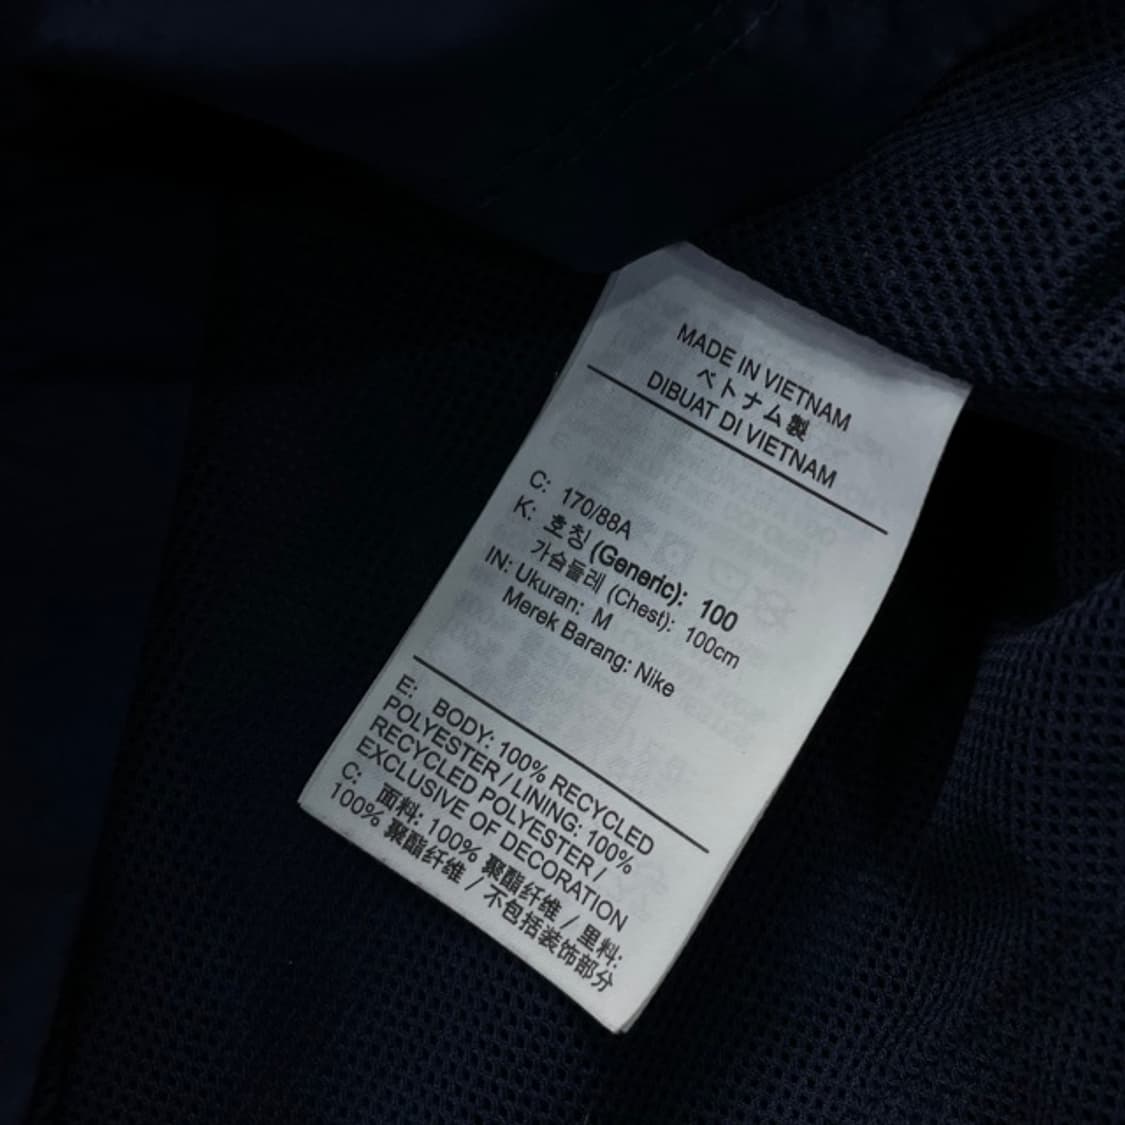 MADE IN VIETNAM
ベトナム製
DIBUAT DI VIETNAM
C: 170/88A
K: 호칭 (Generic): 100
가슴둘레 (Chest): 100cm
IN: Ukuran: M
Merek Barang: Nike
E: BODY: 100% RECYCLED
POLYESTER / LINING: 100%
RECYCLED POLYESTER /
EXCLUSIVE OF DECORATION
C: 面料: 100% 聚酯纤维 / 里料:
100% 聚酯纤维 / 不包括装饰部分